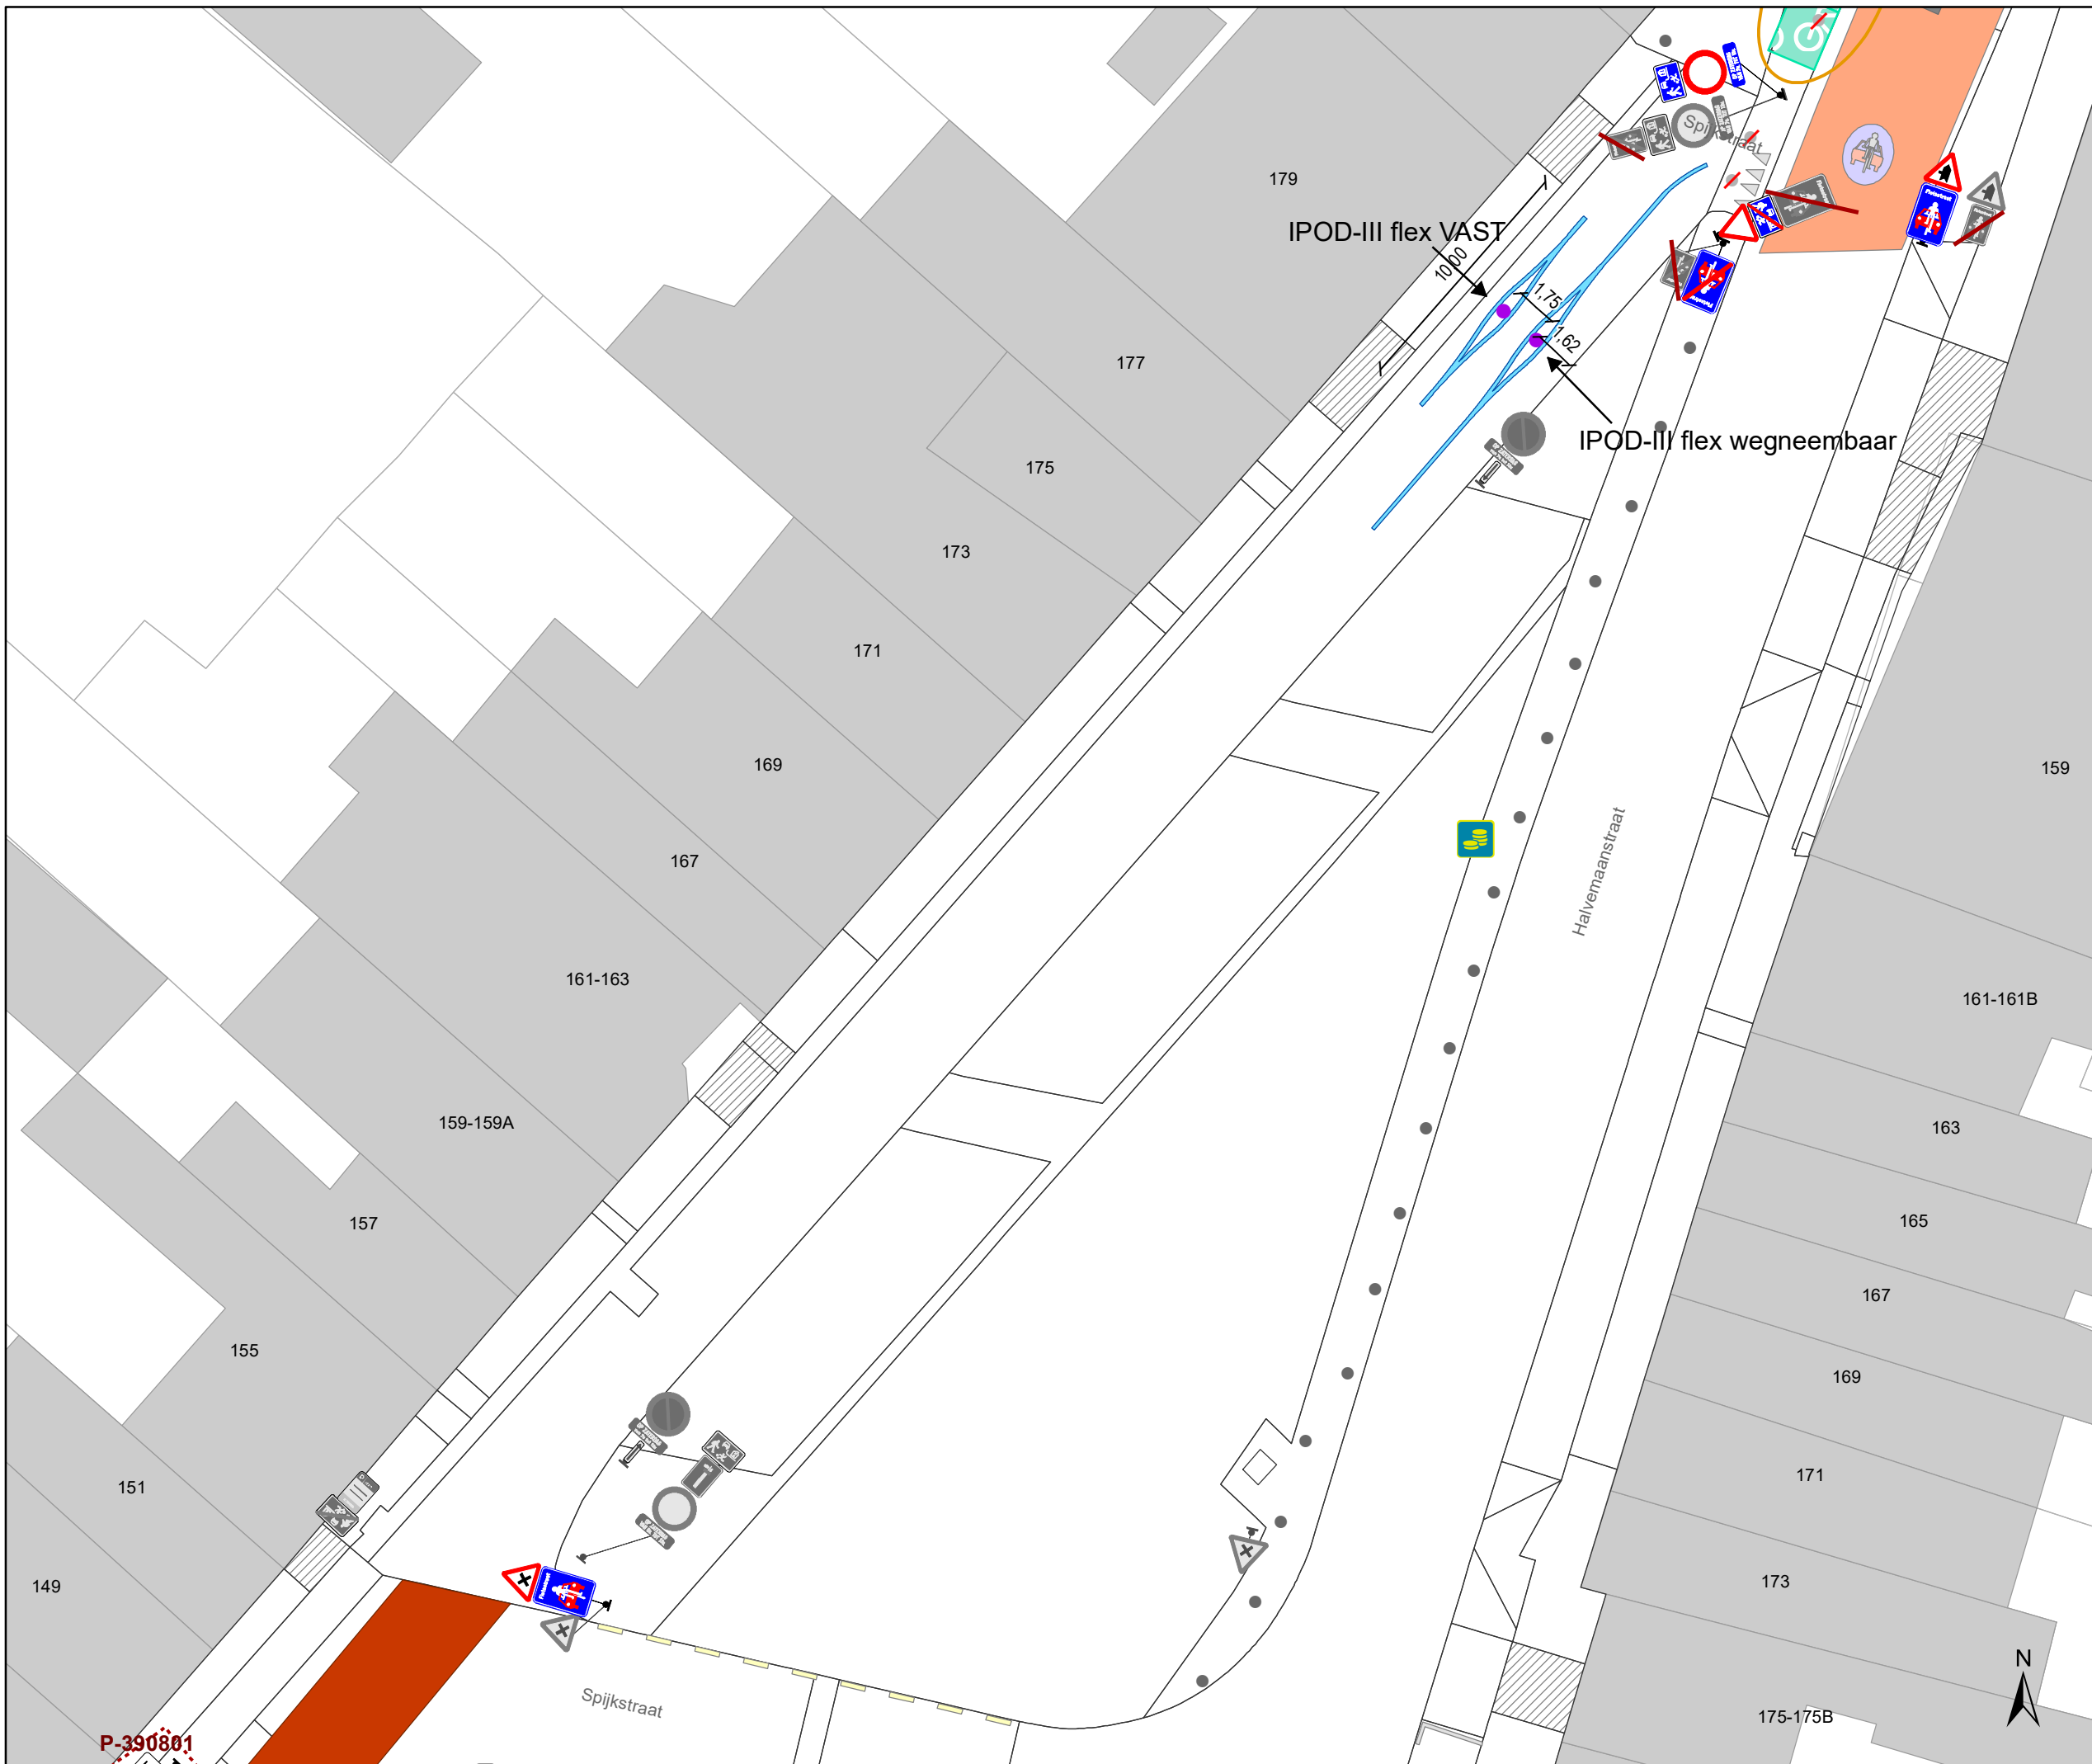 Spijkstraat
179
IPOD-III flex VAST
10,00
1,75
1,62
177
IPOD-III flex wegneembaar
175
173
171
169
159
167
Halvemaanstraat
161-163
161-161B
159-159A
163
157
165
167
155
169
171
151
149
173
Spijkstraat
N
175-175B
P-390801